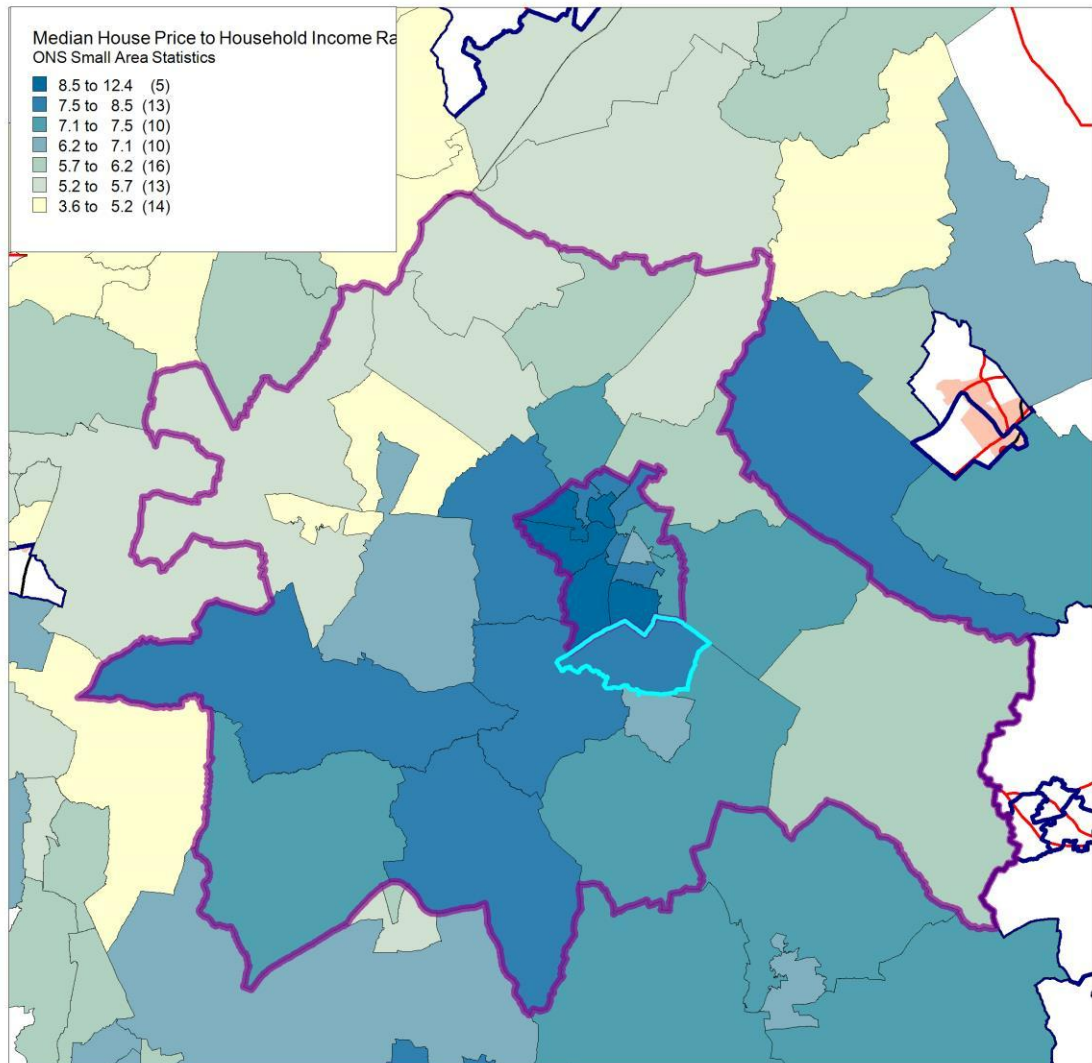 Median House Price to Household Income Ra
ONS Small Area Statistics
8.5 to 12.4 (5)
7.5 to 8.5 (13)
7.1 to 7.5 (10)
6.2 to 7.1 (10)
5.7 to 6.2 (16)
5.2 to 5.7 (13)
3.6 to 5.2 (14)